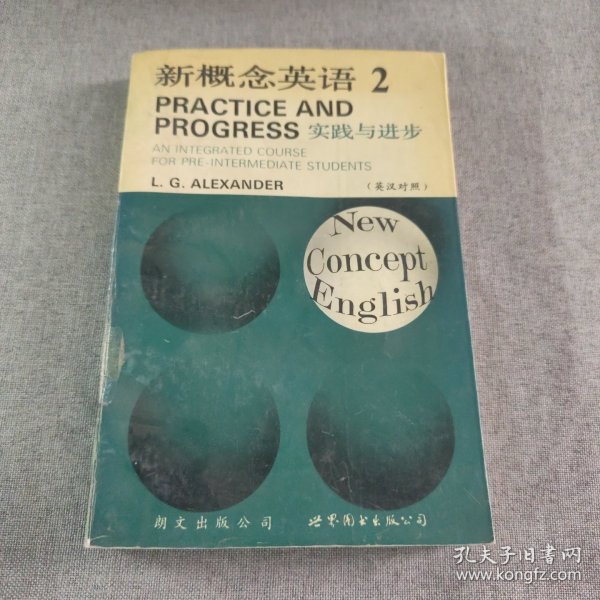 新概念英语 2
PRACTICE AND
PROGRESS 实践与进步
AN INTEGRATED COURSE
FOR PRE-INTERMEDIATE STUDENTS
L. G. ALEXANDER （英汉对照）
New
Concept
English
朗文出版公司 世界图书出版公司
孔夫子旧书网
www.kongfz.com